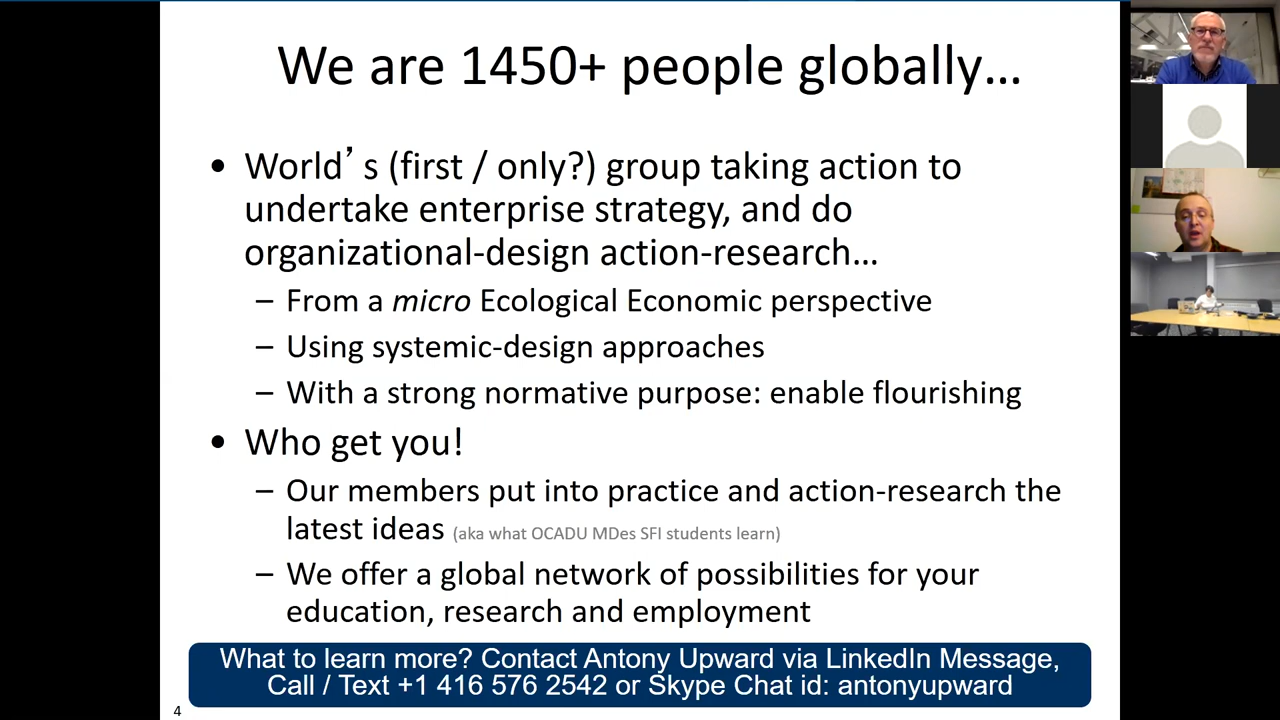 We are 1450+ people globally…
• World’s (first / only?) group taking action to
undertake enterprise strategy, and do
organizational-design action-research…
– From a micro Ecological Economic perspective
– Using systemic-design approaches
– With a strong normative purpose: enable flourishing
• Who get you!
– Our members put into practice and action-research the
latest ideas (aka what OCADU MDes SFI students learn)
– We offer a global network of possibilities for your
education, research and employment
What to learn more? Contact Antony Upward via LinkedIn Message,
Call / Text +1 416 576 2542 or Skype Chat id: antonyupward
4